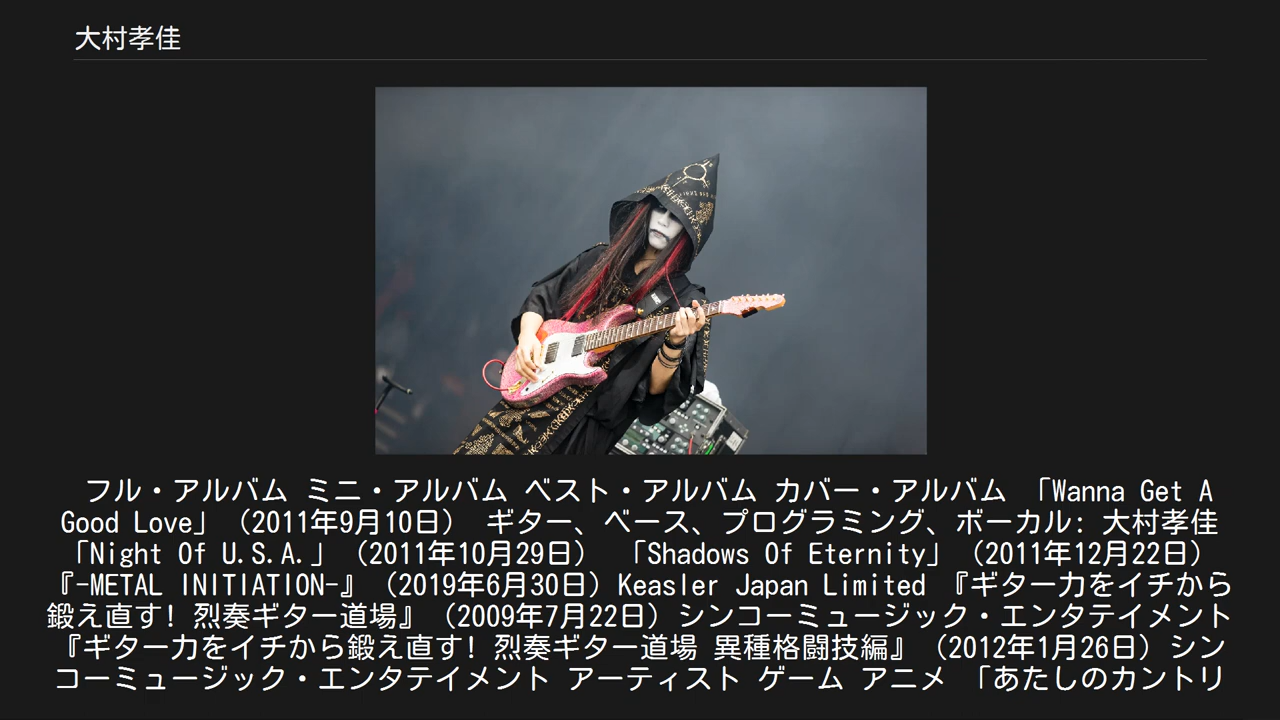 大村孝佳
フル・アルバム ミニ・アルバム ベスト・アルバム カバー・アルバム 「Wanna Get A
Good Love」（2011年9月10日） ギター、ベース、プログラミング、ボーカル: 大村孝佳
「Night Of U.S.A.」（2011年10月29日） 「Shadows Of Eternity」（2011年12月22日）
『-METAL INITIATION-』（2019年6月30日）Keasler Japan Limited 『ギター力をイチから
鍛え直す! 烈奏ギター道場』（2009年7月22日）シンコーミュージック・エンタテイメント
『ギター力をイチから鍛え直す! 烈奏ギター道場 異種格闘技編』（2012年1月26日）シン
コーミュージック・エンタテイメント アーティスト ゲーム アニメ 「あたしのカントリ